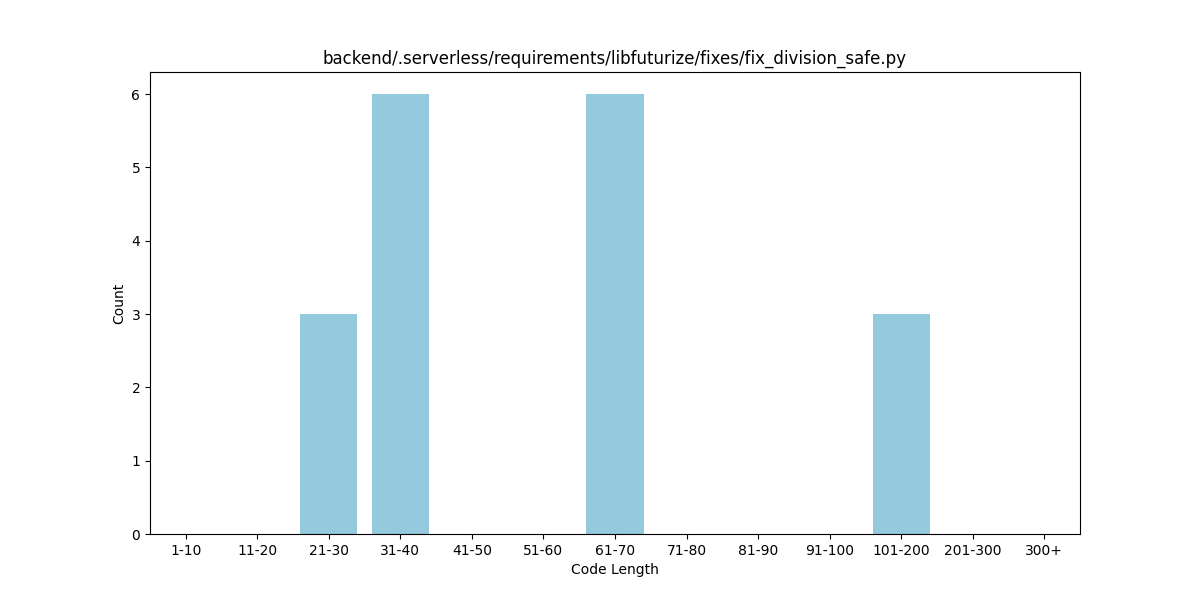 backend/.serverless/requirements/libfuturize/fixes/fix_division_safe.py
6
5
4
3
2
1
0
Count
1-10 11-20 21-30 31-40 41-50 51-60 61-70 71-80 81-90 91-100 101-200 201-300 300+
Code Length